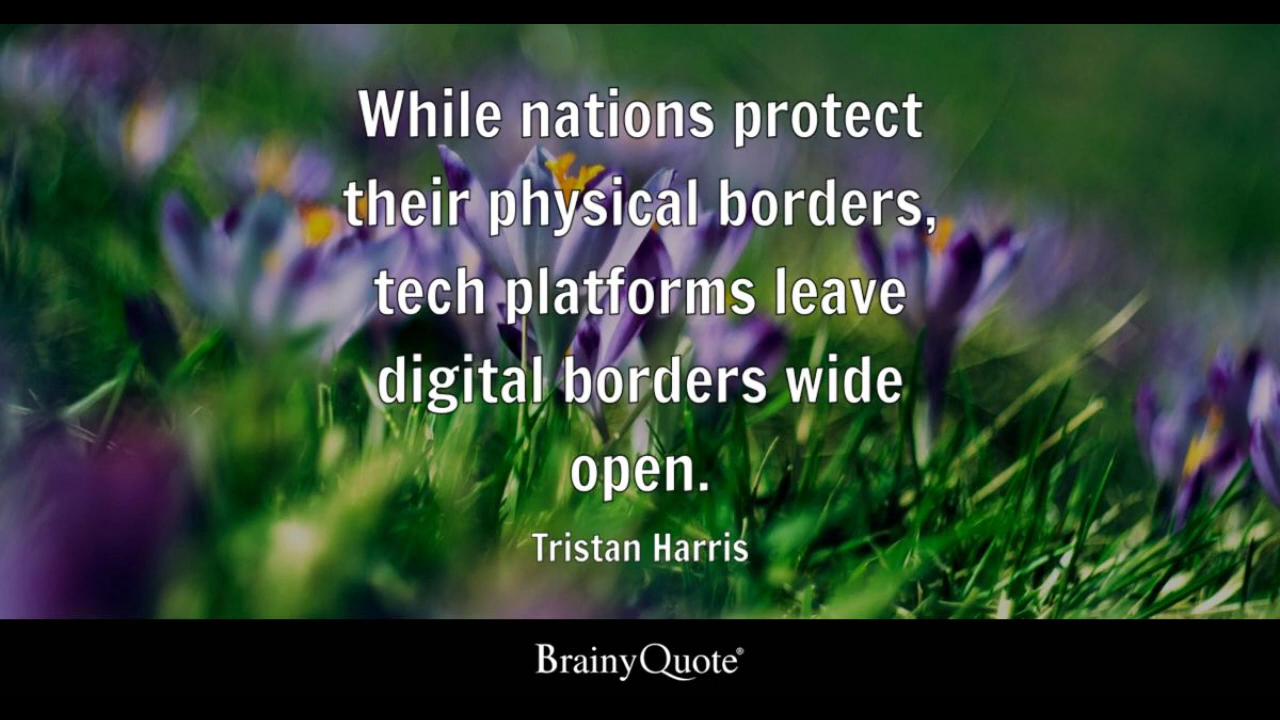 While nations protect
their physical borders,
tech platforms leave
digital borders wide
open.
Tristan Harris
BrainyQuote®